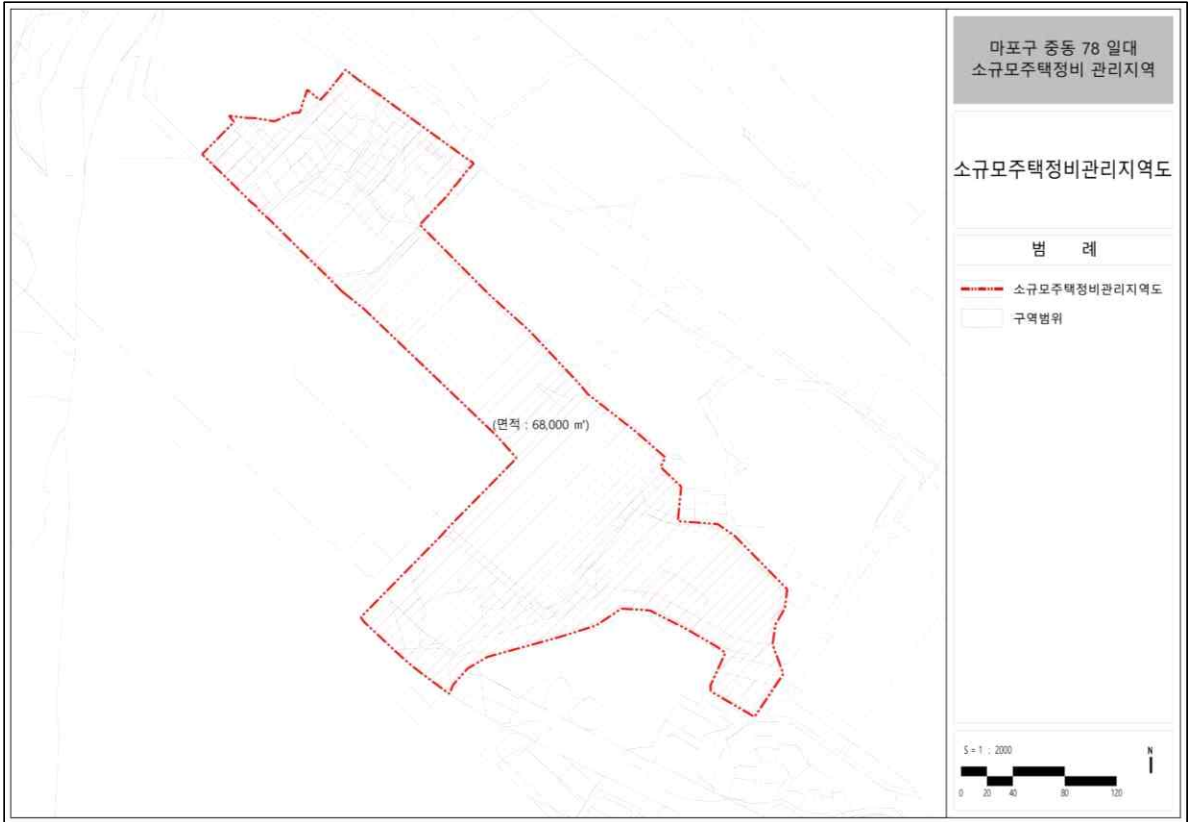 마포구 중동 78 일대
소규모주택정비 관리지역
소규모주택정비관리지역도
범 례
소규모주택정비관리지역도
구역범위
(면적 : 68,000 ㎡)
S = 1 : 2000
N
0 20 40 80 120